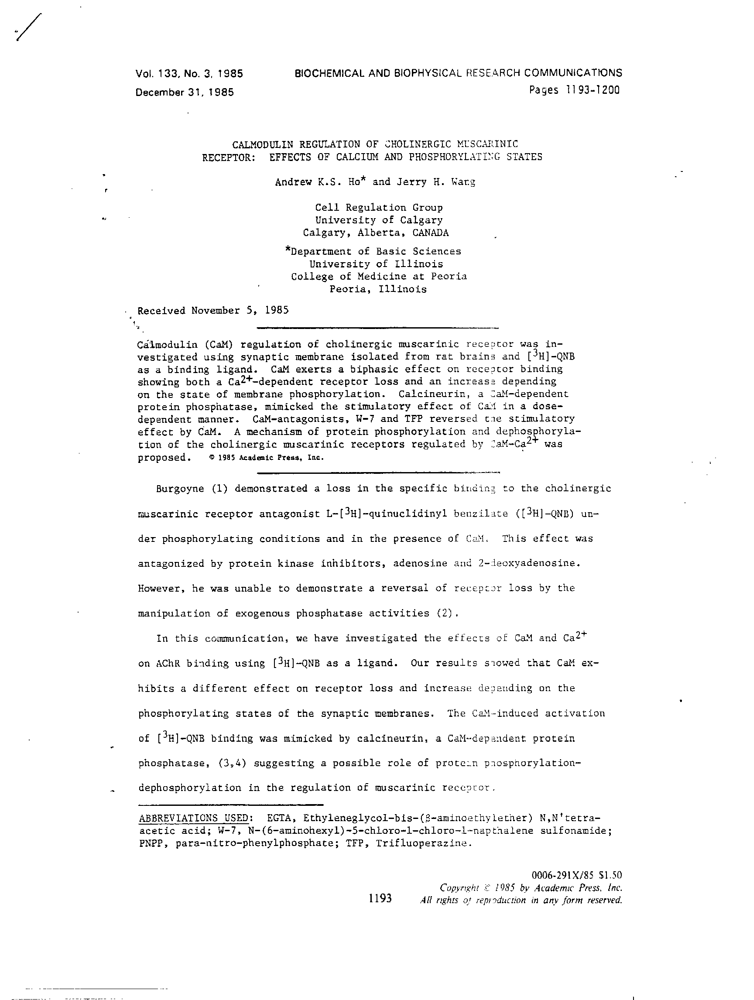 Vol. 133, No. 3, 1985 BIOCHEMICAL AND BIOPHYSICAL RESEARCH COMMUNICATIONS
December 31, 1985 Pages 1193-1200
CALMODULIN REGULATION OF CHOLINERGIC MUSCARINIC
RECEPTOR: EFFECTS OF CALCIUM AND PHOSPHORYLATING STATES
Andrew K.S. Ho* and Jerry H. Wang
Cell Regulation Group
University of Calgary
Calgary, Alberta, CANADA
*Department of Basic Sciences
University of Illinois
College of Medicine at Peoria
Peoria, Illinois
Received November 5, 1985
Calmodulin (CaM) regulation of cholinergic muscarinic receptor was in-
vestigated using synaptic membrane isolated from rat brains and [³H]-QNB
as a binding ligand. CaM exerts a biphasic effect on receptor binding
showing both a Ca²⁺-dependent receptor loss and an increase depending
on the state of membrane phosphorylation. Calcineurin, a CaM-dependent
protein phosphatase, mimicked the stimulatory effect of CaM in a dose-
dependent manner. CaM-antagonists, W-7 and TFP reversed the stimulatory
effect by CaM. A mechanism of protein phosphorylation and dephosphoryla-
tion of the cholinergic muscarinic receptors regulated by CaM-Ca²⁺ was
proposed. © 1985 Academic Press, Inc.
Burgoyne (1) demonstrated a loss in the specific binding to the cholinergic
muscarinic receptor antagonist L-[³H]-quinuclidinyl benzilate ([³H]-QNB) un-
der phosphorylating conditions and in the presence of CaM. This effect was
antagonized by protein kinase inhibitors, adenosine and 2-deoxyadenosine.
However, he was unable to demonstrate a reversal of receptor loss by the
manipulation of exogenous phosphatase activities (2).
In this communication, we have investigated the effects of CaM and Ca²⁺
on AChR binding using [³H]-QNB as a ligand. Our results showed that CaM ex-
hibits a different effect on receptor loss and increase depending on the
phosphorylating states of the synaptic membranes. The CaM-induced activation
of [³H]-QNB binding was mimicked by calcineurin, a CaM-dependent protein
phosphatase, (3,4) suggesting a possible role of protein phosphorylation-
dephosphorylation in the regulation of muscarinic receptor.
ABBREVIATIONS USED: EGTA, Ethyleneglycol-bis-(β-aminoethylether) N,N'tetra-
acetic acid; W-7, N-(6-aminohexyl)-5-chloro-1-chloro-1-napthalene sulfonamide;
PNPP, para-nitro-phenylphosphate; TFP, Trifluoperazine.
0006-291X/85 $1.50
Copyright © 1985 by Academic Press, Inc.
1193 All rights of reproduction in any form reserved.